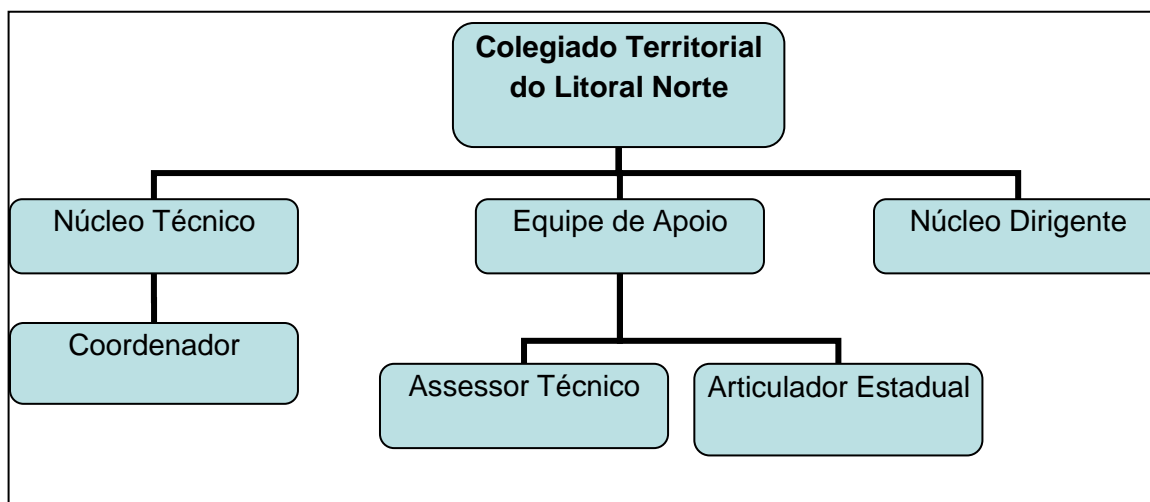 Colegiado Territorial
do Litoral Norte
Núcleo Técnico
Equipe de Apoio
Núcleo Dirigente
Coordenador
Assessor Técnico
Articulador Estadual